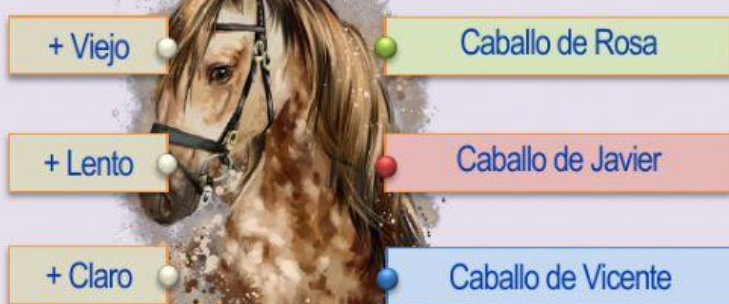 + Viejo
Caballo de Rosa
+ Lento
Caballo de Javier
+ Claro
Caballo de Vicente